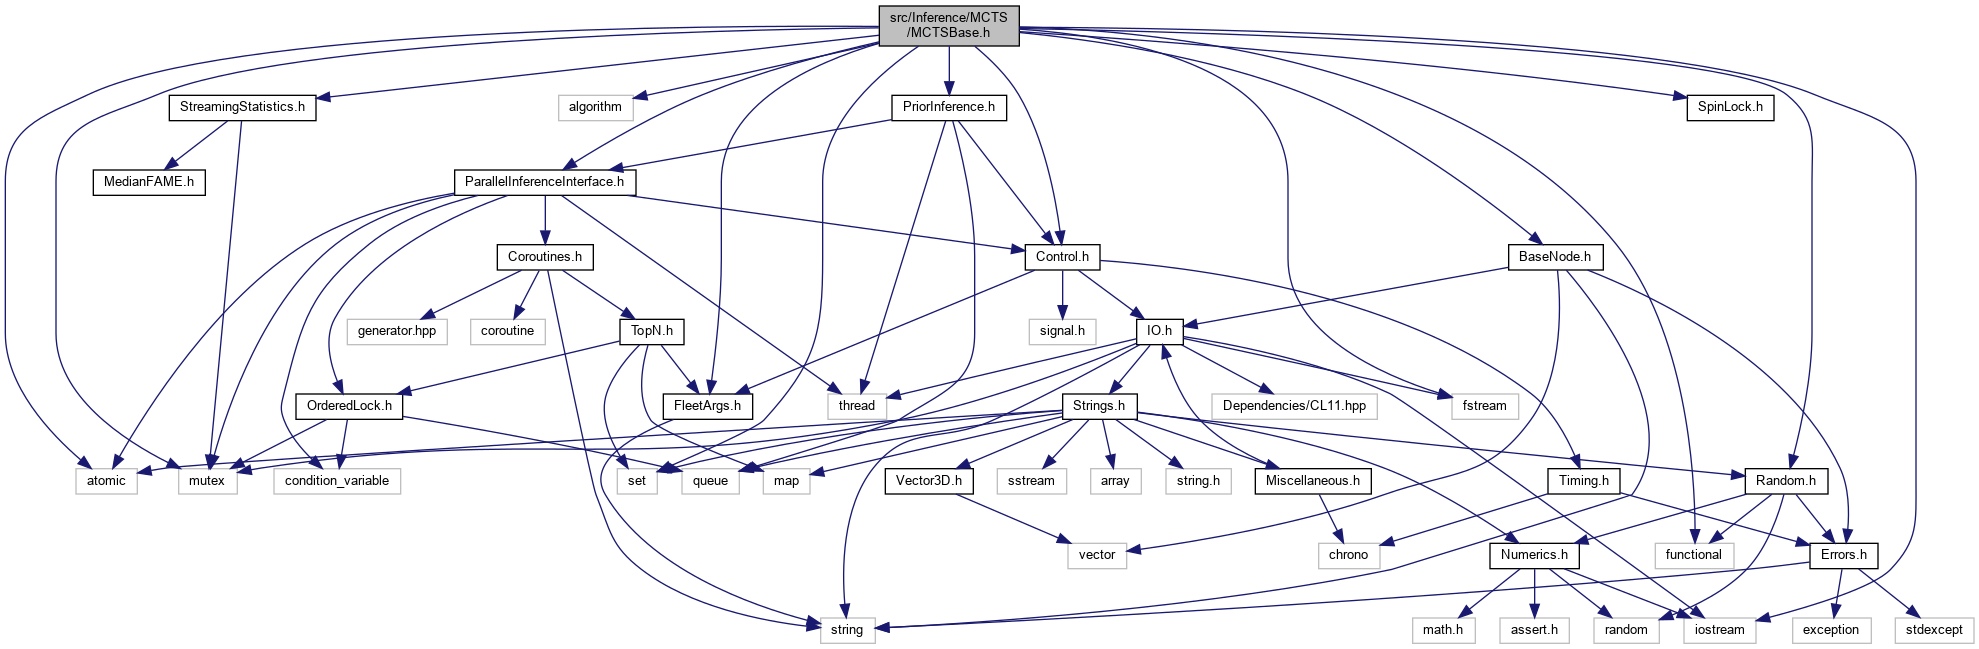 src/Inference/MCTS
/MCTSBase.h
StreamingStatistics.h
algorithm
PriorInference.h
SpinLock.h
MedianFAME.h
ParallelInferenceInterface.h
Coroutines.h
Control.h
BaseNode.h
generator.hpp
coroutine
TopN.h
signal.h
IO.h
OrderedLock.h
FleetArgs.h
thread
Strings.h
Dependencies/CL11.hpp
fstream
atomic
mutex
condition_variable
set
queue
map
Vector3D.h
sstream
array
string.h
Miscellaneous.h
Timing.h
Random.h
vector
chrono
Numerics.h
functional
Errors.h
string
math.h
assert.h
random
iostream
exception
stdexcept